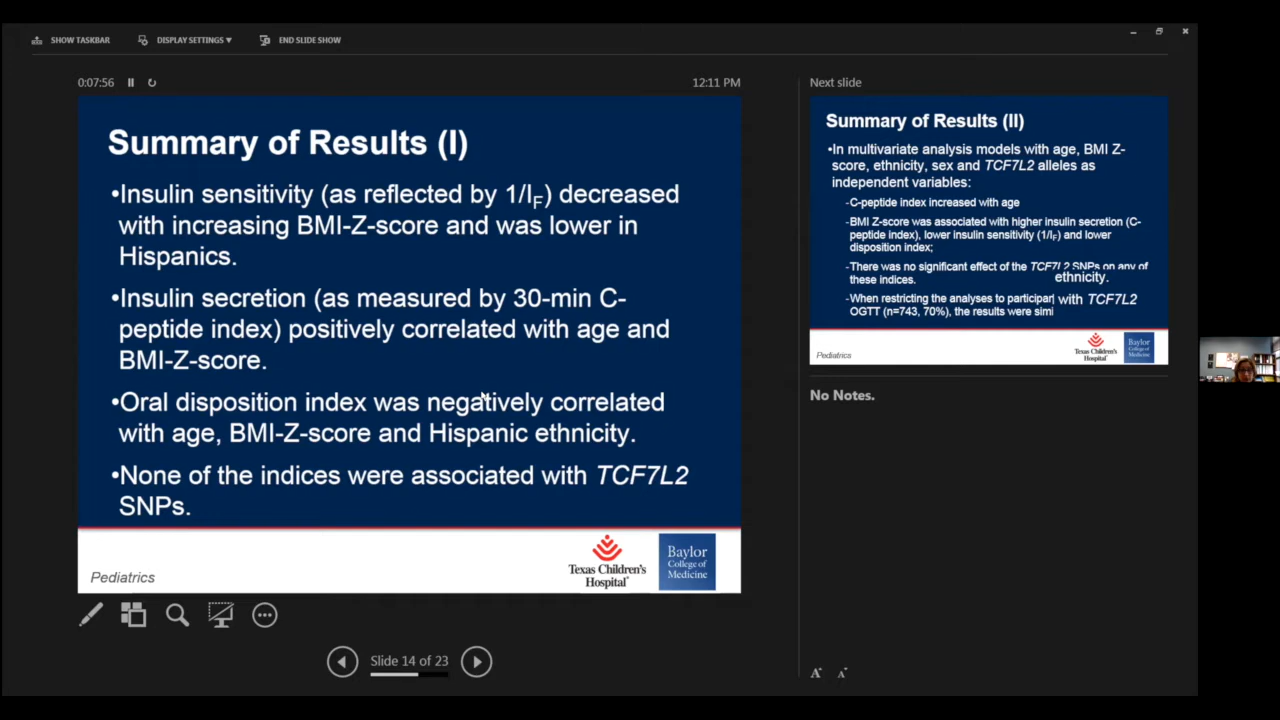 SHOW TASKBAR
DISPLAY SETTINGS
END SLIDE SHOW
0:07:56
12:11 PM
Summary of Results (I)
•Insulin sensitivity (as reflected by 1/IF) decreased
with increasing BMI-Z-score and was lower in
Hispanics.
•Insulin secretion (as measured by 30-min C-
peptide index) positively correlated with age and
BMI-Z-score.
•Oral disposition index was negatively correlated
with age, BMI-Z-score and Hispanic ethnicity.
•None of the indices were associated with TCF7L2
SNPs.
Pediatrics
Texas Children's
Hospital
Baylor
College of
Medicine
Slide 14 of 23
Next slide
Summary of Results (II)
•In multivariate analysis models with age, BMI Z-
score, ethnicity, sex and TCF7L2 alleles as
independent variables:
-C-peptide index increased with age
-BMI Z-score was associated with higher insulin secretion (C-
peptide index), lower insulin sensitivity (1/IF) and lower
disposition index;
-There was no significant effect of the TCF7L2 SNPs on any of
these indices.
ethnicity.
-When restricting the analyses to with TCF7L2
OGTT (n=743, 70%), the results were
Pediatrics
Texas Children's
Hospital
Baylor
College of
Medicine
No Notes.
A A